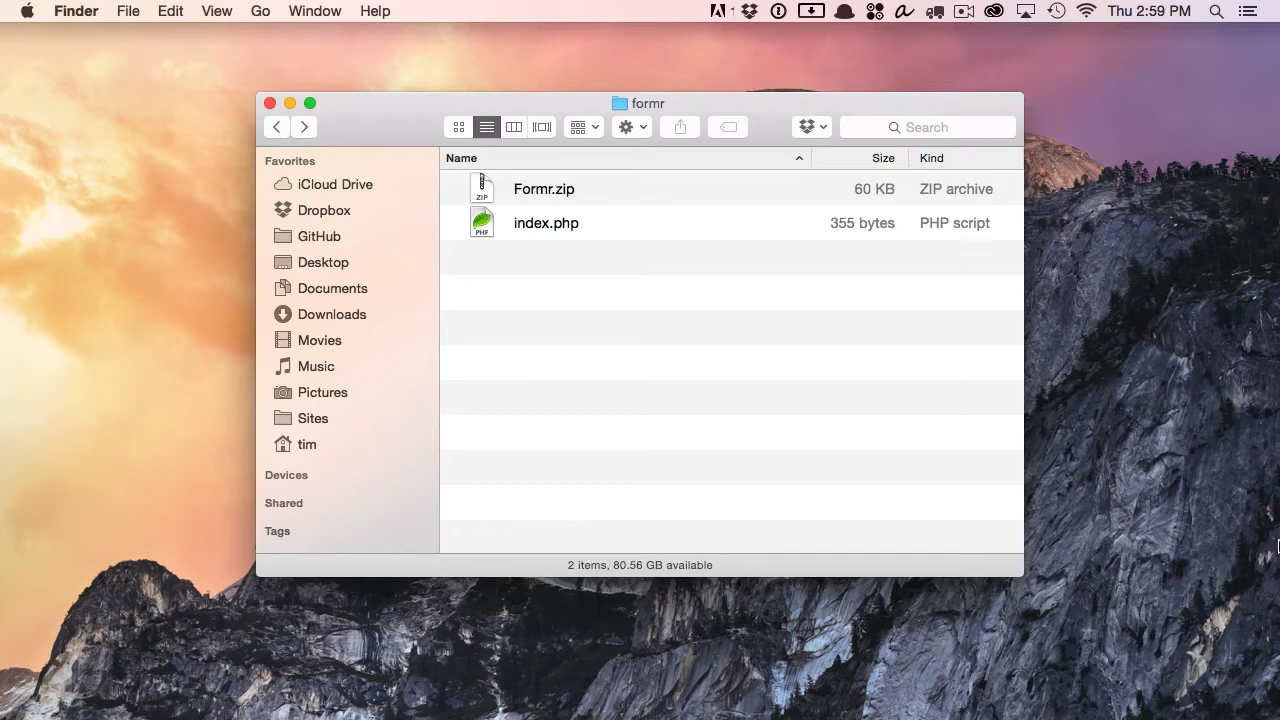 Finder File Edit View Go Window Help Thu 2:59 PM
formr
Search
Favorites
iCloud Drive
Dropbox
GitHub
Desktop
Documents
Downloads
Movies
Music
Pictures
Sites
tim
Devices
Shared
Tags
Name Size Kind
ZIP Formr.zip 60 KB ZIP archive
PHP index.php 355 bytes PHP script
2 items, 80.56 GB available